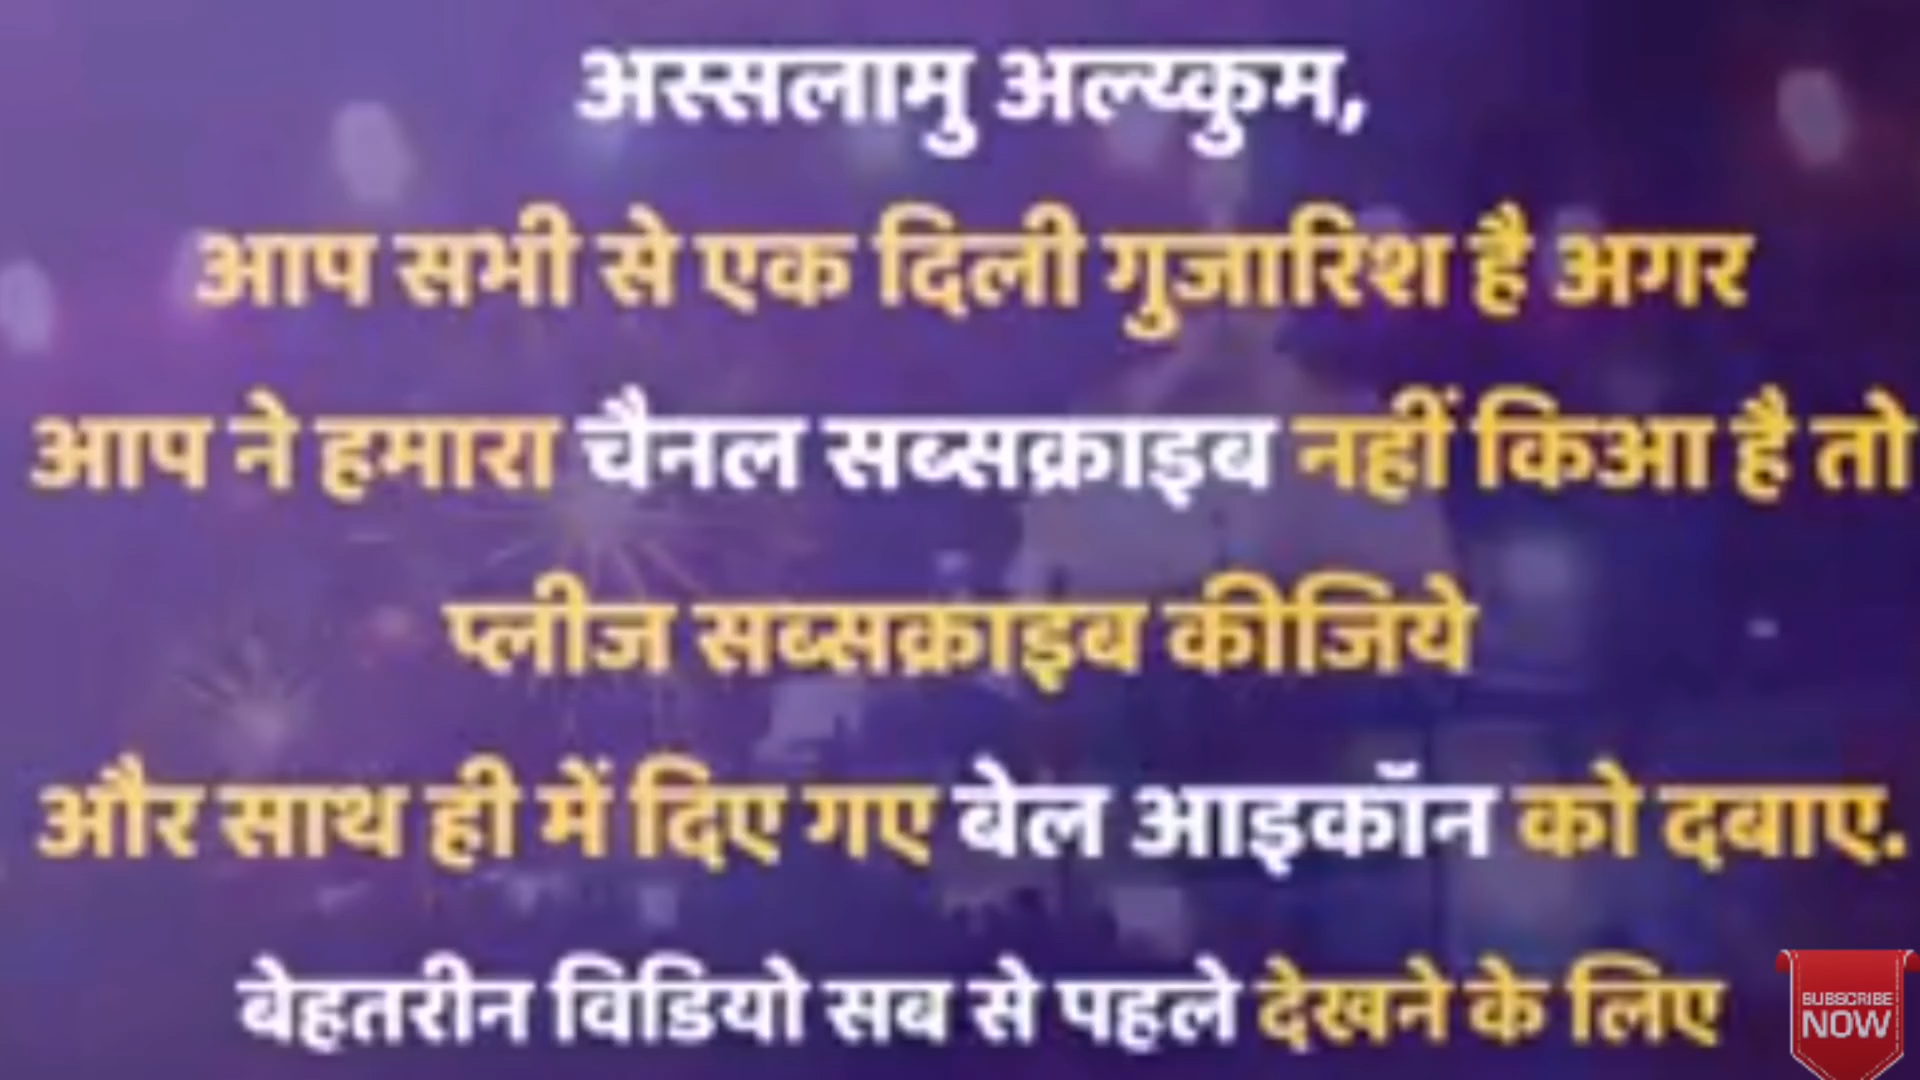 अस्सलामु अल्य्कुम,
आप सभी से एक दिली गुजारिश है अगर
आप ने हमारा चैनल सब्सक्राइब नहीं किआ है तो
प्लीज सब्सक्राइब कीजिये
और साथ ही में दिए गए बेल आइकॉन को दबाए.
बेहतरीन विडियो सब से पहले देखने के लिए
SUBSCRIBE
NOW